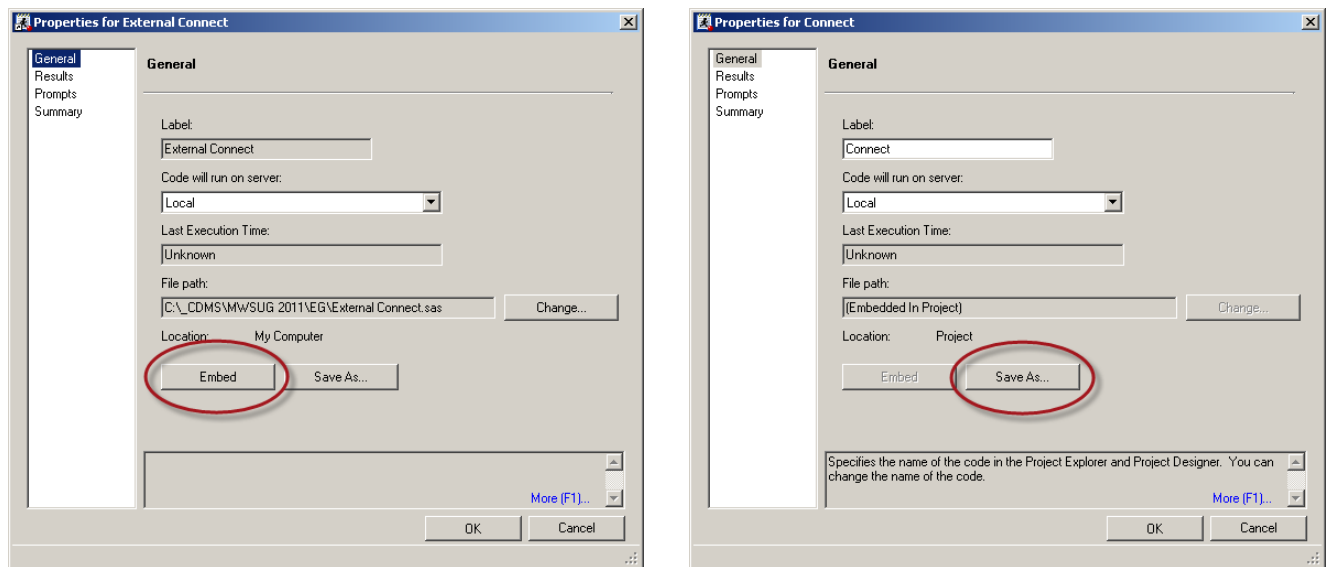 Properties for External Connect
General
Results
Prompts
Summary
General
Label:
External Connect
Code will run on server:
Local
Last Execution Time:
Unknown
File path:
C:\_CDMS\MWSUG 2011\EG\External Connect.sas
Change...
Location: My Computer
Embed Save As...
More (F1)...
OK Cancel
Properties for Connect
General
Results
Prompts
Summary
General
Label:
Connect
Code will run on server:
Local
Last Execution Time:
Unknown
File path:
(Embedded In Project)
Change...
Location: Project
Embed Save As...
Specifies the name of the code in the Project Explorer and Project Designer. You can
change the name of the code.
More (F1)...
OK Cancel